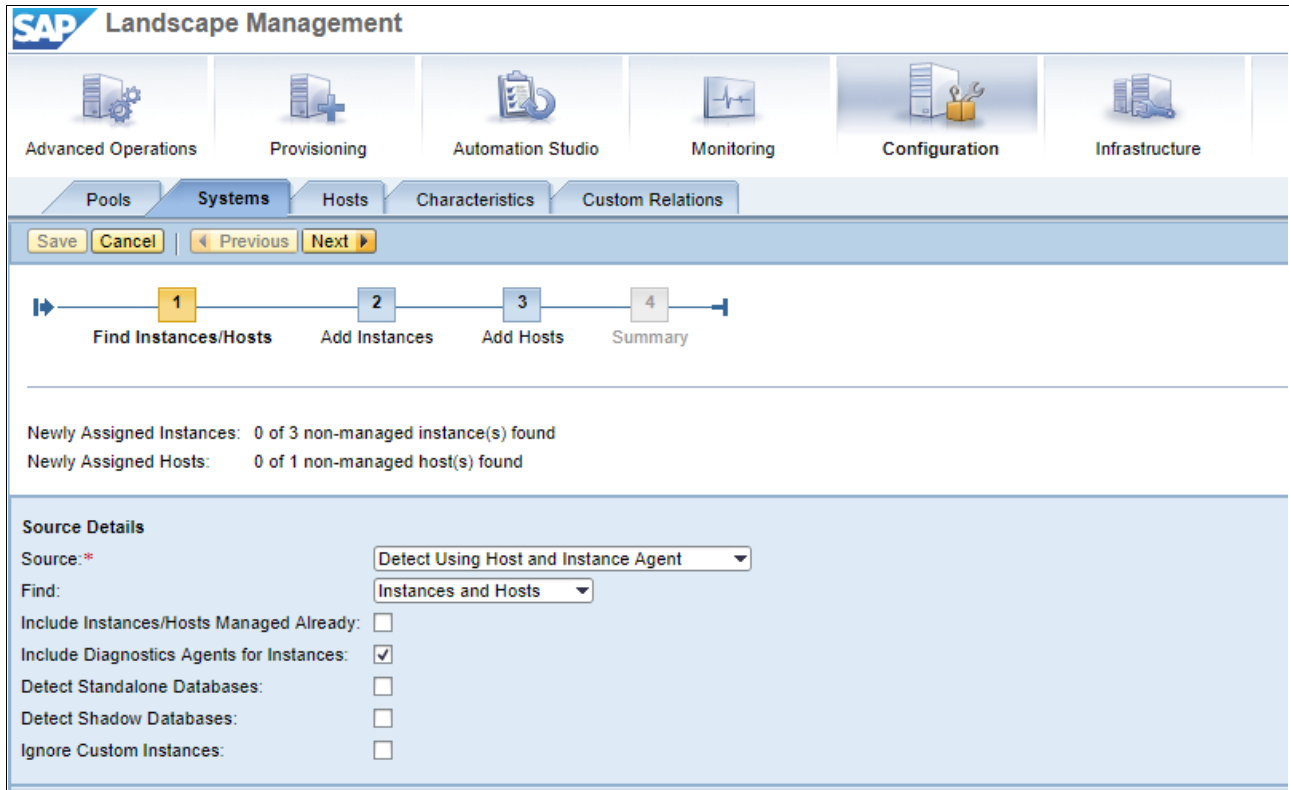 SAP Landscape Management
Advanced Operations Provisioning Automation Studio Monitoring Configuration Infrastructure
Pools Systems Hosts Characteristics Custom Relations
Save Cancel Previous Next
1 2 3 4
Find Instances/Hosts Add Instances Add Hosts Summary
Newly Assigned Instances: 0 of 3 non-managed instance(s) found
Newly Assigned Hosts: 0 of 1 non-managed host(s) found
Source Details
Source:* Detect Using Host and Instance Agent
Find: Instances and Hosts
Include Instances/Hosts Managed Already:
Include Diagnostics Agents for Instances:
Detect Standalone Databases:
Detect Shadow Databases:
Ignore Custom Instances: